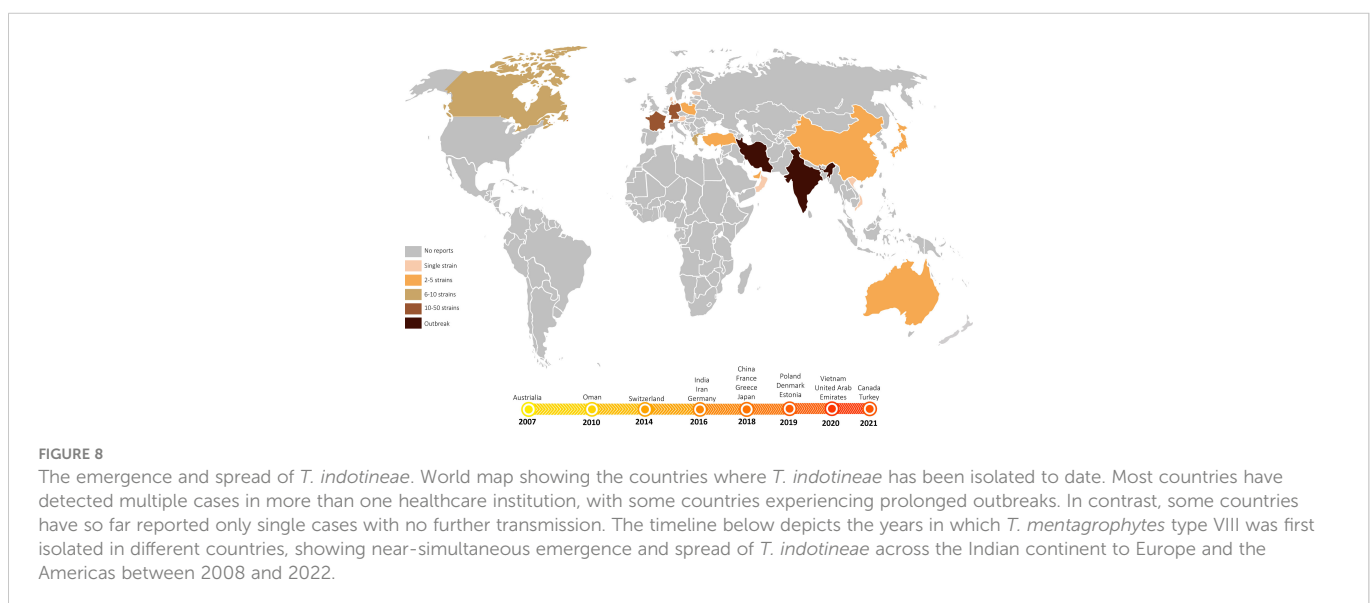 No reports
Single strain
2-5 strains
6-10 strains
10-50 strains
Outbreak
Austrialia
Oman
Switzerland
India
Iran
Germany
China
France
Greece
Japan
Poland
Denmark
Estonia
Vietnam
United Arab
Emirates
Canada
Turkey
2007
2010
2014
2016
2018
2019
2020
2021
FIGURE 8
The emergence and spread of T. indotineae. World map showing the countries where T. indotineae has been isolated to date. Most countries have
detected multiple cases in more than one healthcare institution, with some countries experiencing prolonged outbreaks. In contrast, some countries
have so far reported only single cases with no further transmission. The timeline below depicts the years in which T. mentagrophytes type VIII was first
isolated in different countries, showing near-simultaneous emergence and spread of T. indotineae across the Indian continent to Europe and the
Americas between 2008 and 2022.